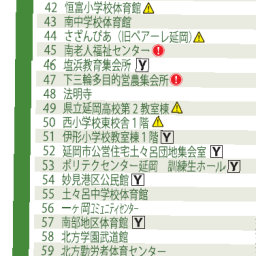 42 恒富小学校体育館
43 南中学校体育館
44 さざんぴあ（旧ペアーレ延岡）
45 南老人福祉センター
46 塩浜教育集会所 Y
47 下三輪多目的営農集会所
48 法明寺
49 県立延岡高校第2教室棟
50 西小学校東校舎1階
51 伊形小学校教室棟1階 Y
52 延岡市公営住宅土々呂団地集会室 Y
53 ポリテクセンター延岡 訓練生ホール Y
54 妙見港区公民館 Y
55 土々呂中学校体育館
56 一ヶ岡コミュニティセンター
57 南部地区体育館 Y
58 北方学園武道館
59 北方勤労者体育センター